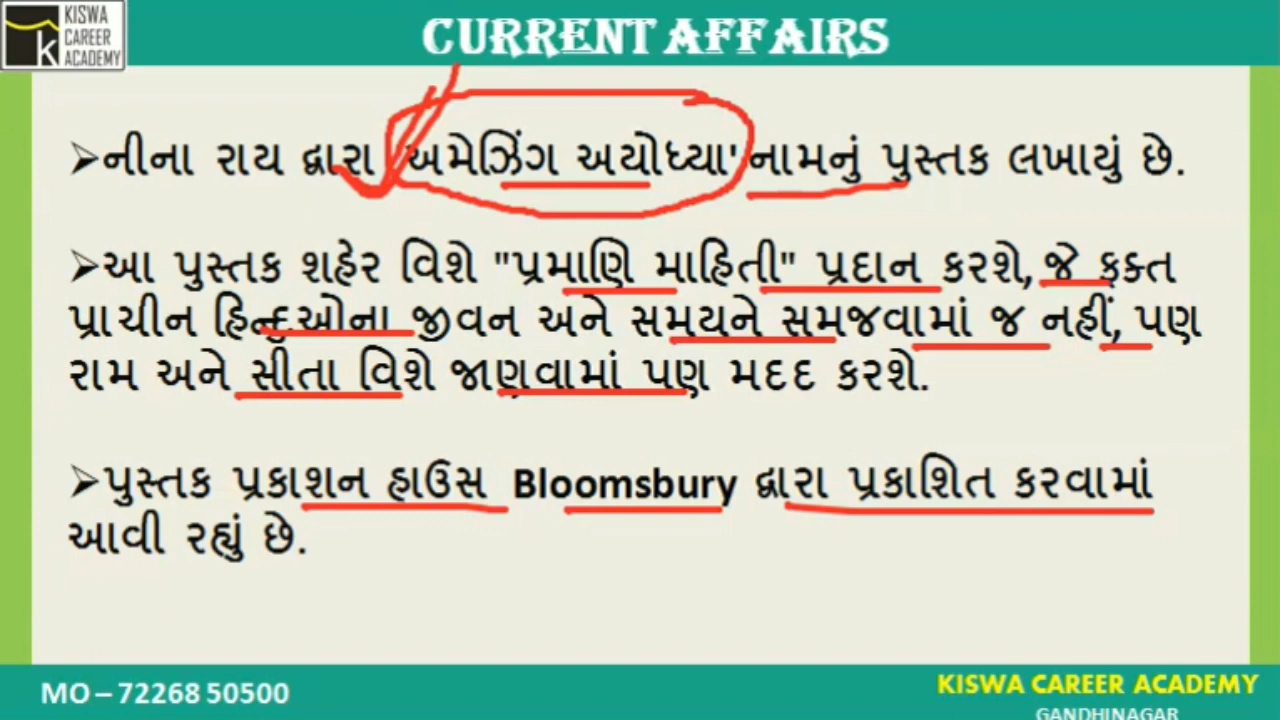 KISWA
CAREER
ACADEMY
CURRENT AFFAIRS
➢નીના રાય દ્વારા 'અમેઝિંગ અયોધ્યા' નામનું પુસ્તક લખાયું છે.
➢આ પુસ્તક શહેર વિશે "પ્રમાણિ માહિતી" પ્રદાન કરશે, જે ફક્ત
પ્રાચીન હિન્દુઓના જીવન અને સમયને સમજવામાં જ નહીં, પણ
રામ અને સીતા વિશે જાણવામાં પણ મદદ કરશે.
➢પુસ્તક પ્રકાશન હાઉસ Bloomsbury દ્વારા પ્રકાશિત કરવામાં
આવી રહ્યું છે.
MO – 72268 50500
KISWA CAREER ACADEMY
GANDHINAGAR